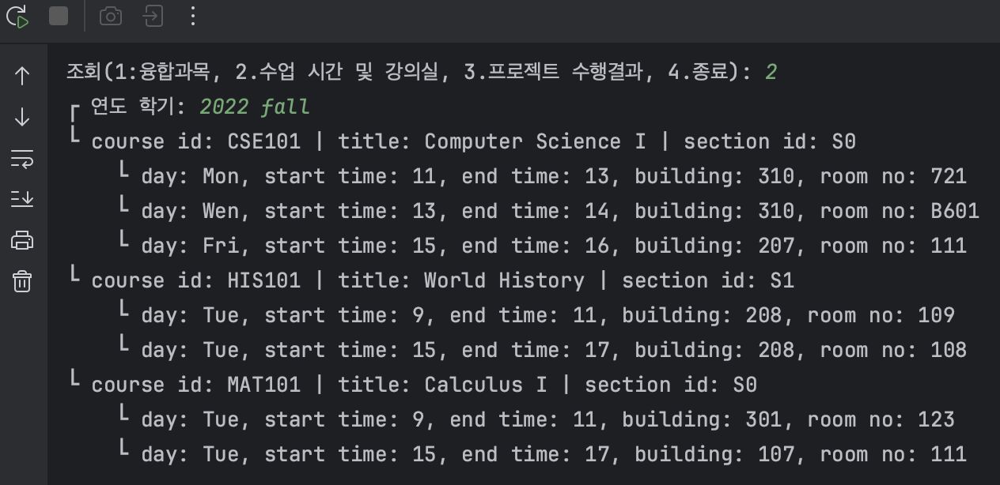 조회(1:융합과목, 2.수업 시간 및 강의실, 3.프로젝트 수행결과, 4.종료): 2
┌ 연도 학기: 2022 fall
└ course id: CSE101 | title: Computer Science I | section id: S0
└ day: Mon, start time: 11, end time: 13, building: 310, room no: 721
└ day: Wen, start time: 13, end time: 14, building: 310, room no: B601
└ day: Fri, start time: 15, end time: 16, building: 207, room no: 111
└ course id: HIS101 | title: World History | section id: S1
└ day: Tue, start time: 9, end time: 11, building: 208, room no: 109
└ day: Tue, start time: 15, end time: 17, building: 208, room no: 108
└ course id: MAT101 | title: Calculus I | section id: S0
└ day: Tue, start time: 9, end time: 11, building: 301, room no: 123
└ day: Tue, start time: 15, end time: 17, building: 107, room no: 111